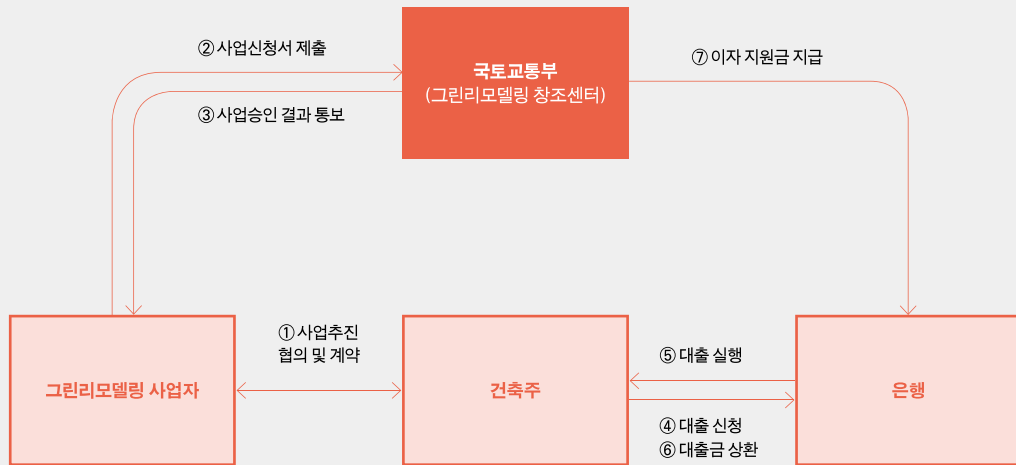 ② 사업신청서 제출
국토교통부
(그린리모델링 창조센터)
⑦ 이자 지원금 지급
③ 사업승인 결과 통보
① 사업추진
협의 및 계약
⑤ 대출 실행
그린리모델링 사업자
건축주
은행
④ 대출 신청
⑥ 대출금 상환